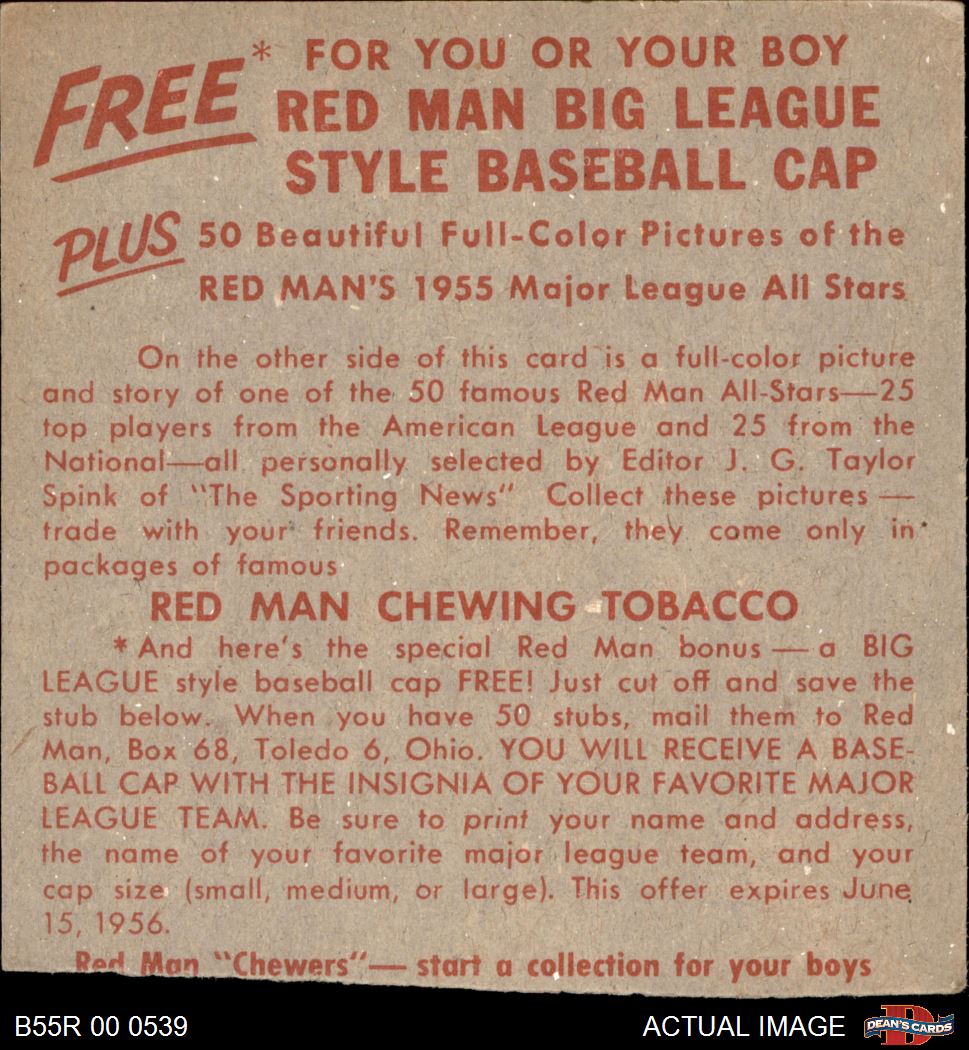 FREE* FOR YOU OR YOUR BOY
RED MAN BIG LEAGUE
STYLE BASEBALL CAP
PLUS 50 Beautiful Full-Color Pictures of the
RED MAN'S 1955 Major League All Stars
On the other side of this card is a full-color picture
and story of one of the 50 famous Red Man All-Stars—25
top players from the American League and 25 from the
National—all personally selected by Editor J. G. Taylor
Spink of "The Sporting News" Collect these pictures —
trade with your friends. Remember, they come only in
packages of famous
RED MAN CHEWING TOBACCO
* And here's the special Red Man bonus — a BIG
LEAGUE style baseball cap FREE! Just cut off and save the
stub below. When you have 50 stubs, mail them to Red
Man, Box 68, Toledo 6, Ohio. YOU WILL RECEIVE A BASE-
BALL CAP WITH THE INSIGNIA OF YOUR FAVORITE MAJOR
LEAGUE TEAM. Be sure to print your name and address,
the name of your favorite major league team, and your
cap size (small, medium, or large). This offer expires June
15, 1956.
Red Man "Chewers"— start a collection for your boys
B55R 00 0539
ACTUAL IMAGE
DEAN'S CARDS